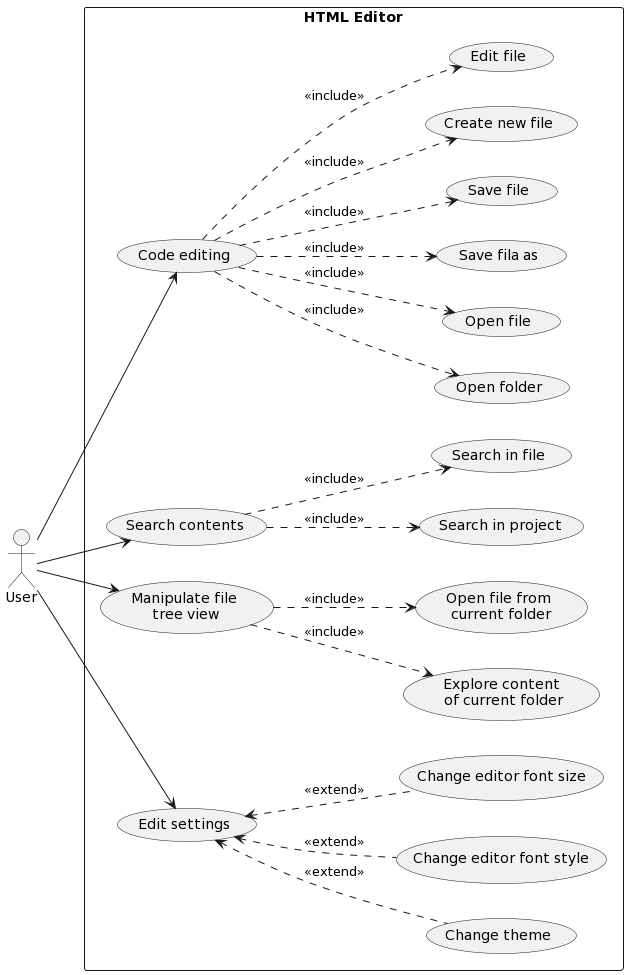 HTML Editor
Edit file
«include»
Create new file
«include»
Save file
«include»
Code editing
«include»
Save fila as
«include»
Open file
«include»
Open folder
Search in file
«include»
Search contents
«include»
Search in project
User
Manipulate file
tree view
«include»
Open file from
current folder
«include»
Explore content
of current folder
Change editor font size
«extend»
Edit settings
«extend»
Change editor font style
«extend»
Change theme